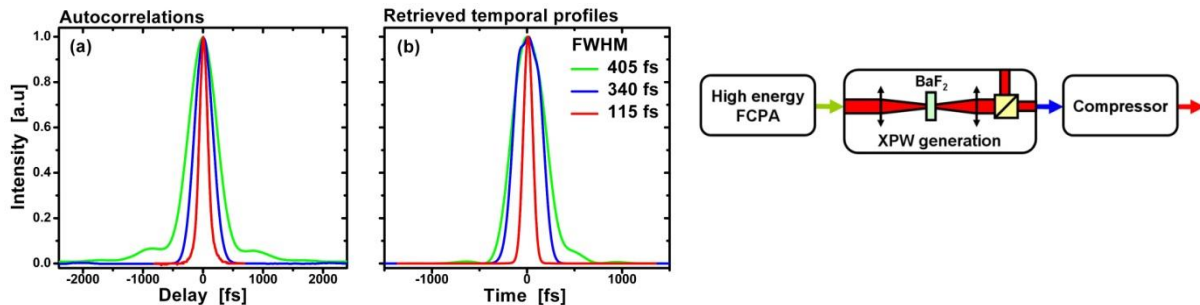 Autocorrelations
(a)
Intensity [a.u]
1.0
0.8
0.6
0.4
0.2
0.0
-2000 -1000 0 1000 2000
Delay [fs]
Retrieved temporal profiles
(b)
FWHM
405 fs
340 fs
115 fs
-1000 0 1000
Time [fs]
High energy
FCPA
BaF2
XPW generation
Compressor